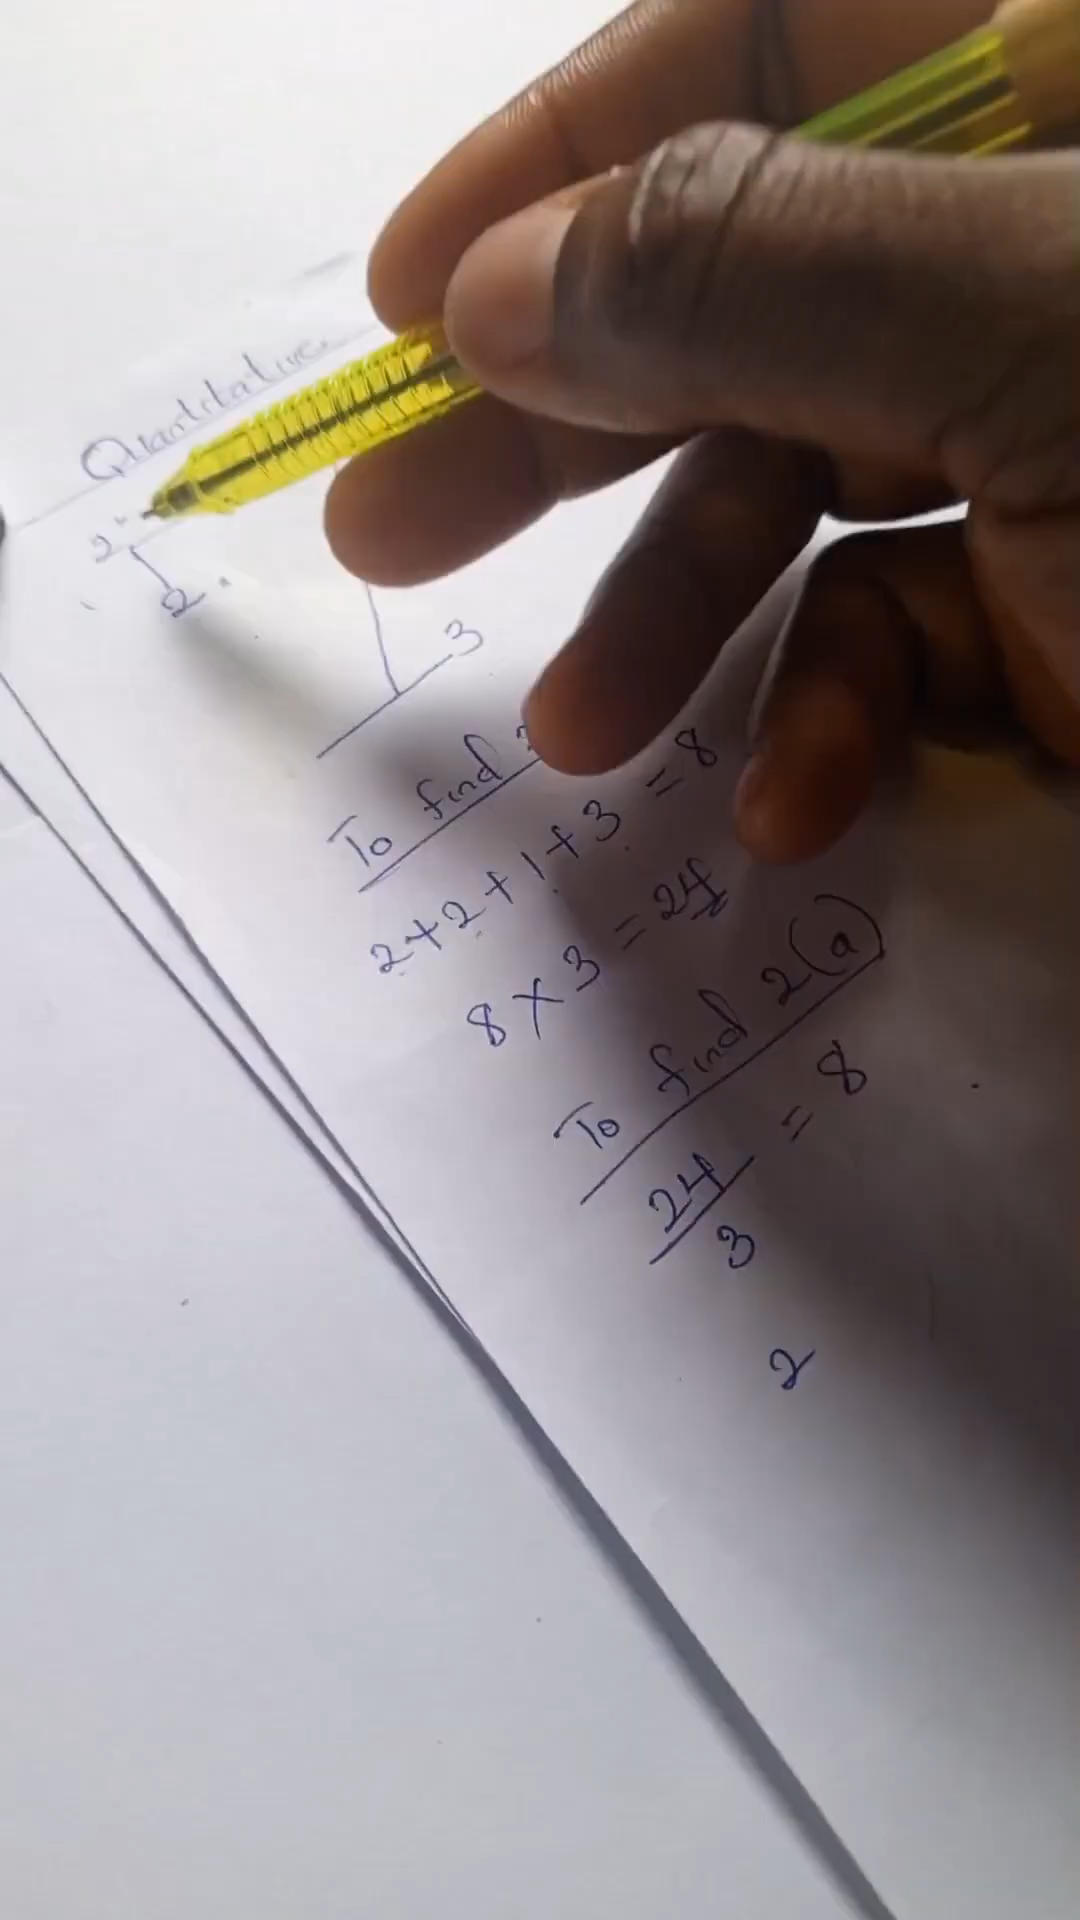 Quantitative
2
2
3
To find
2+2+1+3 = 8
8 × 3 = 24
To find 2(a)
24/3 = 8
2